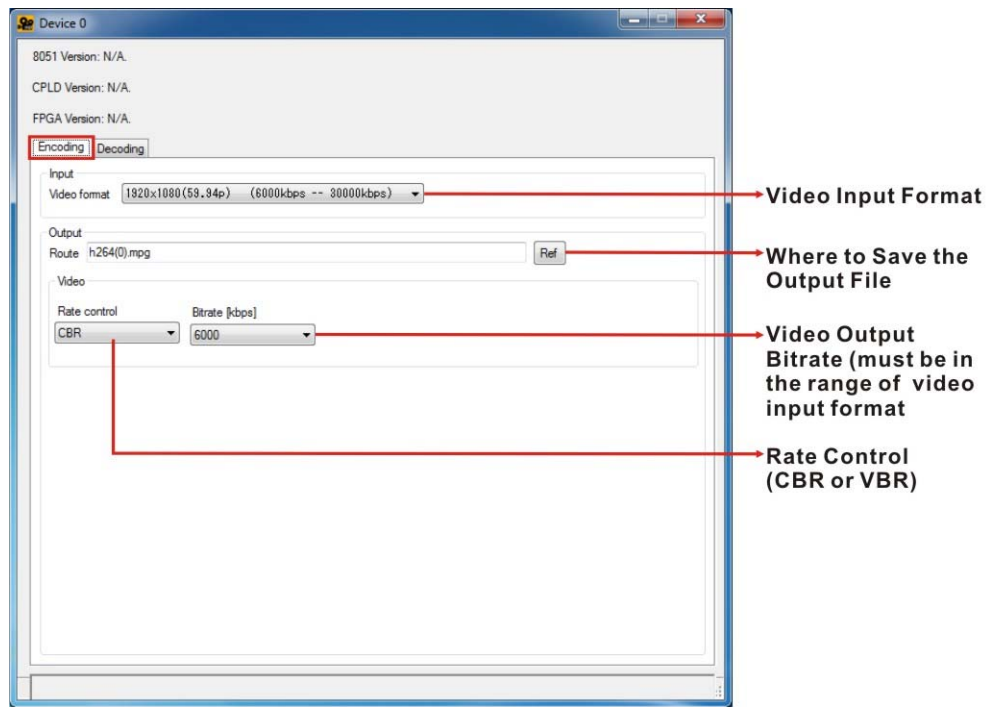 Device 0
8051 Version: N/A.
CPLD Version: N/A.
FPGA Version: N/A.
Encoding Decoding
Input
Video format 1920x1080(59.94p) (6000kbps -- 30000kbps)
Video Input Format
Output
Route h264(0).mpg Ref
Where to Save the
Output File
Video
Rate control Bitrate [kbps]
CBR 6000
Video Output
Bitrate (must be in
the range of video
input format
Rate Control
(CBR or VBR)